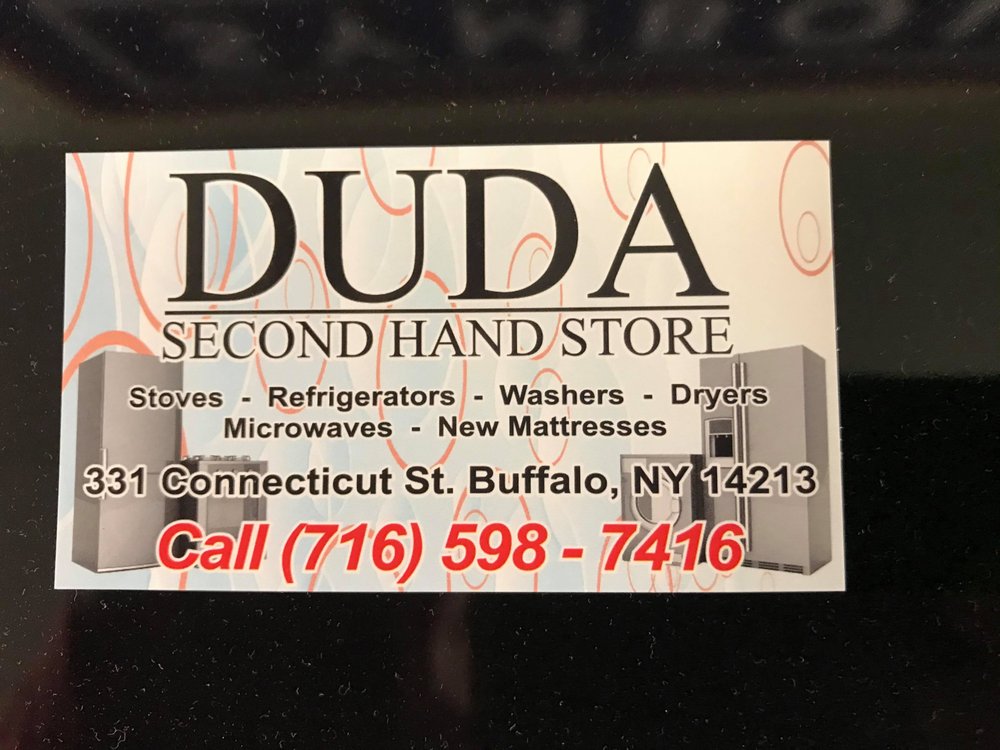 DUDA
SECOND HAND STORE
Stoves - Refrigerators - Washers - Dryers
Microwaves - New Mattresses
331 Connecticut St. Buffalo, NY 14213
Call (716) 598 - 7416